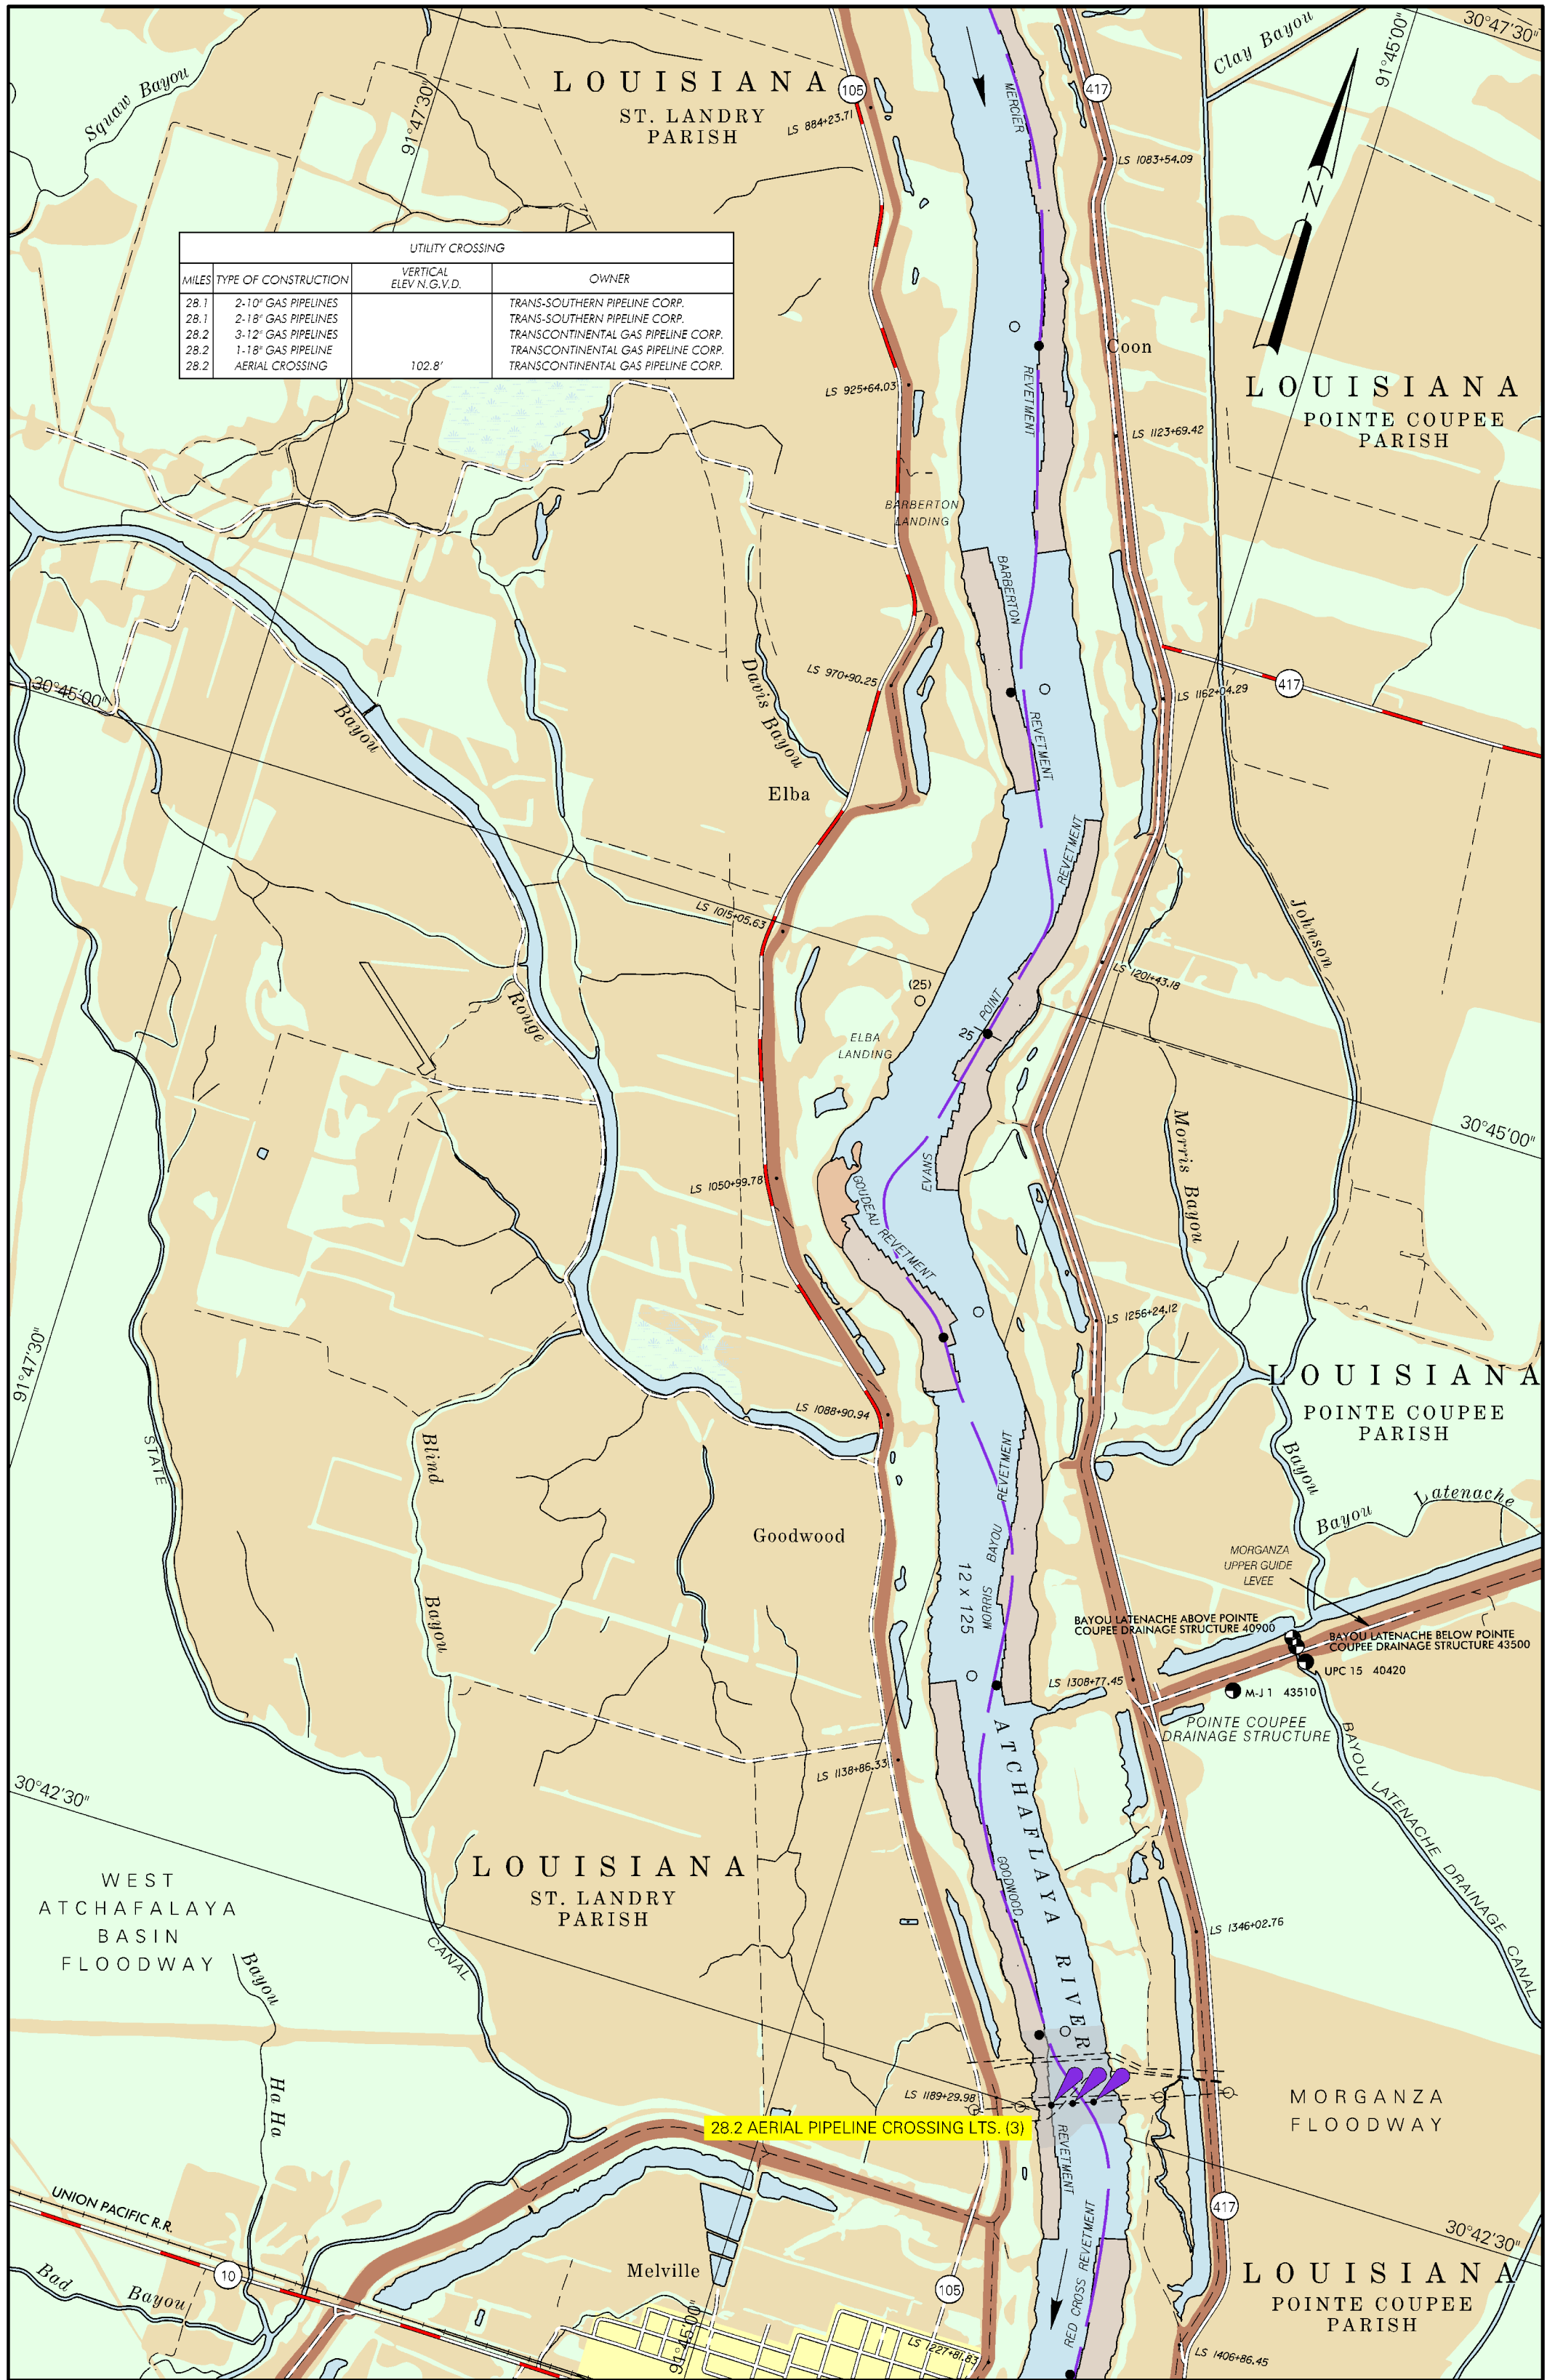 30°47'30"
Clay Bayou
91°45'00"
Squaw Bayou
91°47'30"
LOUISIANA
ST. LANDRY
PARISH
105
LS 884+23.71
MERCIER
417
LS 1083+54.09
N
UTILITY CROSSING
MILES TYPE OF CONSTRUCTION VERTICAL ELEV N.G.V.D. OWNER
28.1 2-10" GAS PIPELINES TRANS-SOUTHERN PIPELINE CORP.
28.1 2-18" GAS PIPELINES TRANS-SOUTHERN PIPELINE CORP.
28.2 3-12" GAS PIPELINES TRANSCONTINENTAL GAS PIPELINE CORP.
28.2 1-18" GAS PIPELINE TRANSCONTINENTAL GAS PIPELINE CORP.
28.2 AERIAL CROSSING 102.8' TRANSCONTINENTAL GAS PIPELINE CORP.
Coon
LS 925+64.03
REVETMENT
LOUISIANA
POINTE COUPEE
PARISH
LS 1123+69.42
BARBERTON
LANDING
BARBERTON
REVETMENT
Davis Bayou
LS 970+90.25
LS 1162+04.29
417
30°45'00"
Bayou
Elba
REVETMENT
LS 1015+05.63
Johnson
LS 1201+43.18
(25)
25
POINT
Rouge
ELBA
LANDING
Morris Bayou
30°45'00"
EVANS
LS 1050+99.78
GOUDEAU REVETMENT
LS 1256+24.12
91°47'30"
LOUISIANA
POINTE COUPEE
PARISH
LS 1088+90.94
STATE
Blind
REVETMENT
Bayou
Bayou
Latenache
Goodwood
BAYOU
MORGANZA
UPPER GUIDE
LEVEE
12 x 125
MORRIS
Bayou
BAYOU LATENACHE ABOVE POINTE
COUPEE DRAINAGE STRUCTURE 40900
BAYOU LATENACHE BELOW POINTE
COUPEE DRAINAGE STRUCTURE 43500
UPC 15 40420
LS 1308+77.45
M-J 1 43510
POINTE COUPEE
DRAINAGE STRUCTURE
BAYOU LATENACHE DRAINAGE CANAL
ATCHAFLAYA RIVER
LS 1138+86.33
30°42'30"
GOODWOOD
LOUISIANA
ST. LANDRY
PARISH
WEST
ATCHAFALAYA
BASIN
FLOODWAY
CANAL
LS 1346+02.76
Bayou
Ha Ha
LS 1189+29.98
28.2 AERIAL PIPELINE CROSSING LTS. (3)
MORGANZA
FLOODWAY
REVETMENT
UNION PACIFIC R.R.
417
30°42'30"
10
Melville
105
RED CROSS REVETMENT
LOUISIANA
POINTE COUPEE
PARISH
Bad
Bayou
91°45'00"
LS 1227+81.83
LS 1406+86.45